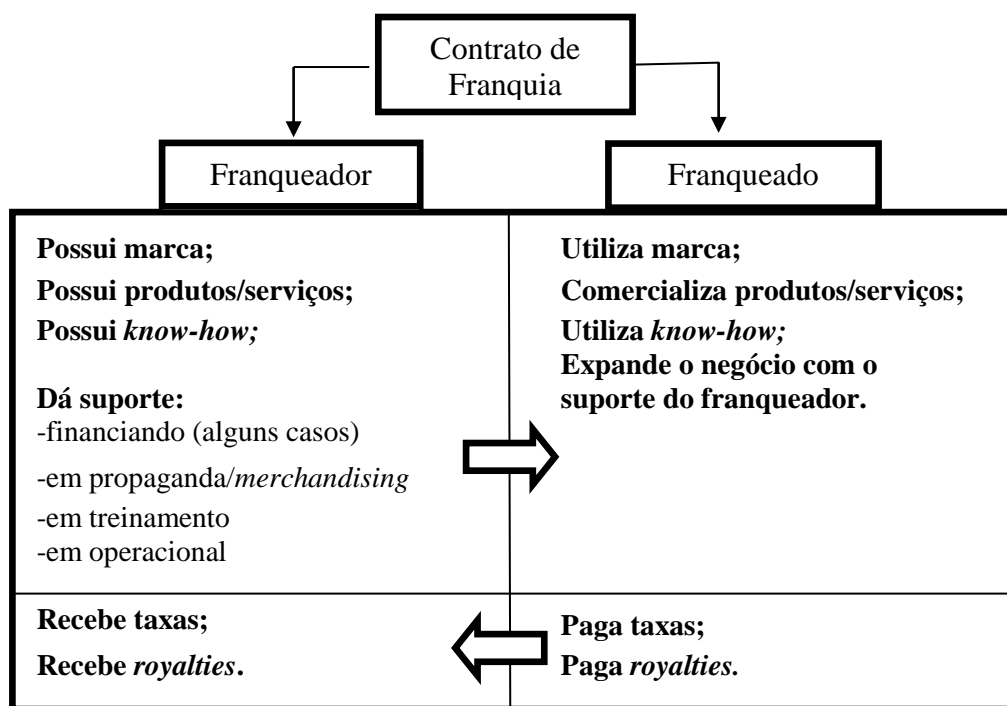 Contrato de
Franquia
Franqueador
Franqueado
Possui marca;
Possui produtos/serviços;
Possui know-how;
Dá suporte:
-financiando (alguns casos)
-em propaganda/merchandising
-em treinamento
-em operacional
Utiliza marca;
Comercializa produtos/serviços;
Utiliza know-how;
Expande o negócio com o
suporte do franqueador.
Recebe taxas;
Recebe royalties.
Paga taxas;
Paga royalties.